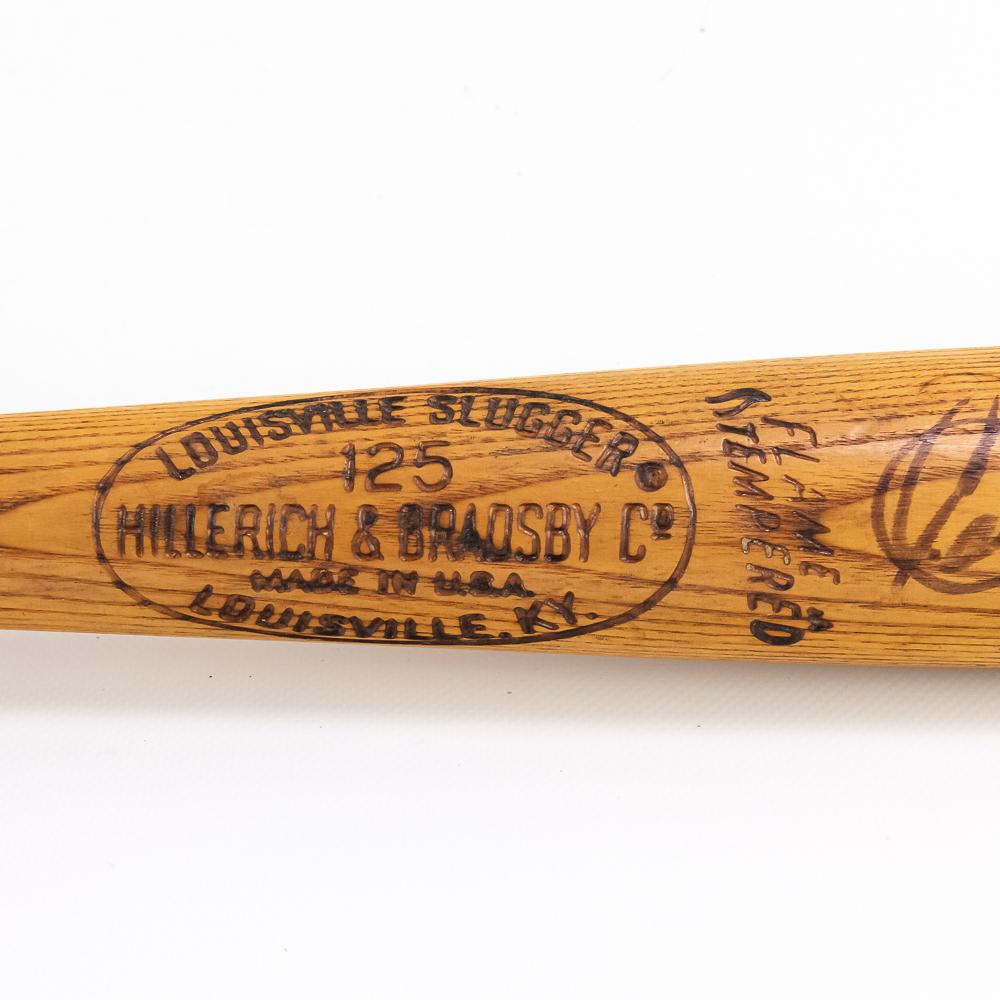 LOUISVILLE SLUGGER ®
125
HILLERICH & BRADSBY Cº
MADE IN U.S.A.
LOUISVILLE, KY.
FLAME
TEMPERED